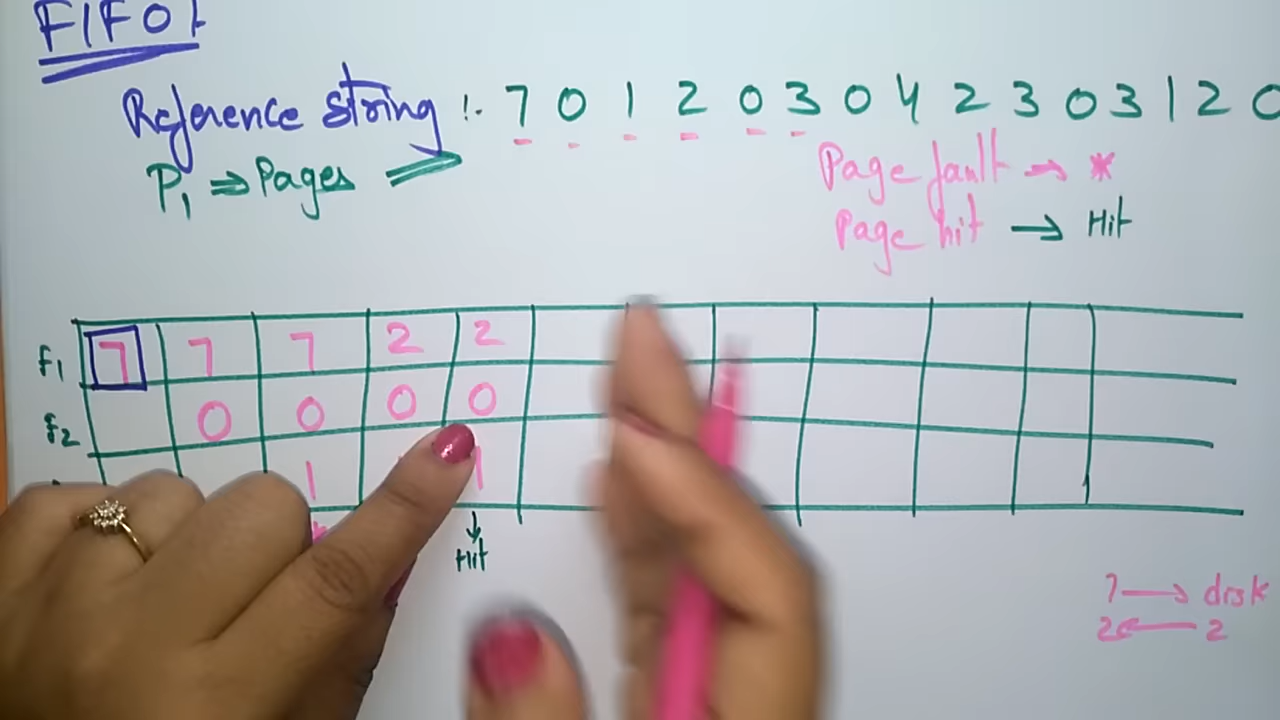 FIFO:
Reference string :- 7 0 1 2 0 3 0 4 2 3 0 3 1 2 0
P1 ⇒ Pages
Page fault → *
Page hit → Hit
f1 7 7 7 2 2
f2 0 0 0 0
1 1
*
Hit
7 → disk
2 ← 2